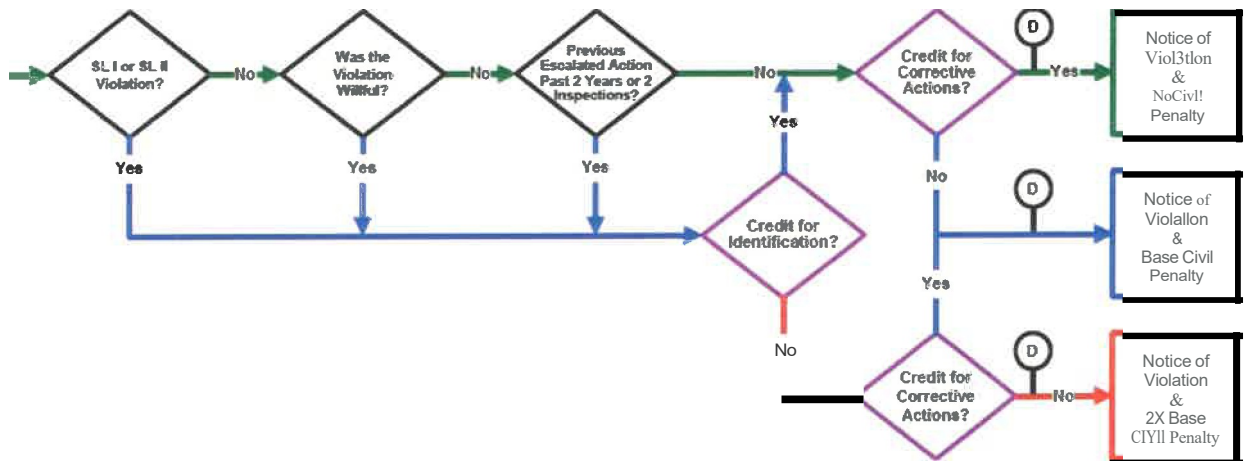 $L I or $L II
Violation?
No
Was the
Violation
Willful?
No
Previous
Escalated Action
Past 2 Years or 2
Inspections?
No
Credit for
Corrective
Actions?
D
Yes
Notice of
Viol3tlon
&
NoCivl!
Penalty
Yes
Yes
Yes
Yes
No
Credit for
Identification?
D
Notice of
Violallon
&
Base Civil
Penalty
Yes
No
Credit for
Corrective
Actions?
D
No
Notice of
Violation
&
2X Base
CIYll Penalty